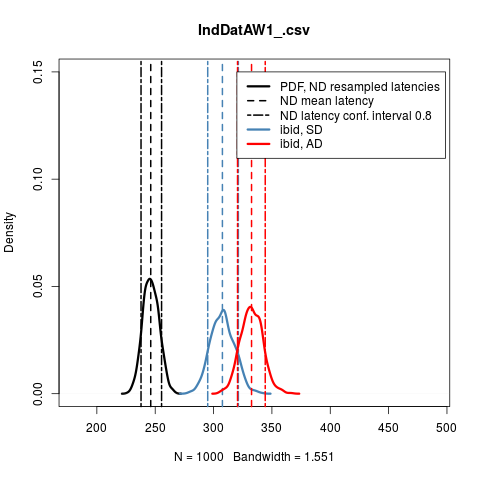 IndDatAW1_.csv
PDF, ND resampled latencies
ND mean latency
ND latency conf. interval 0.8
ibid, SD
ibid, AD
Density
0.15
0.10
0.05
0.00
200 250 300 350 400 450 500
N = 1000 Bandwidth = 1.551